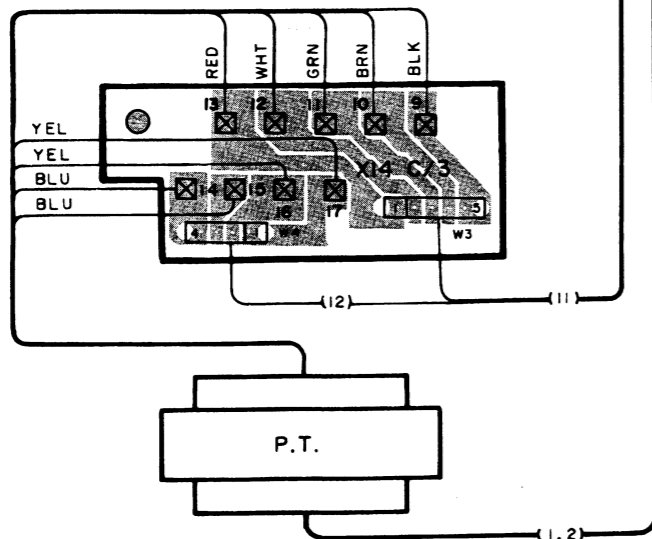 RED WHT GRN BRN BLK
13 12 11 10 9
YEL
YEL
BLU
BLU
X14 C/3
14 15 16 17
1 5
W3
4 1 W4
(12) (11)
P.T.
(1,2)